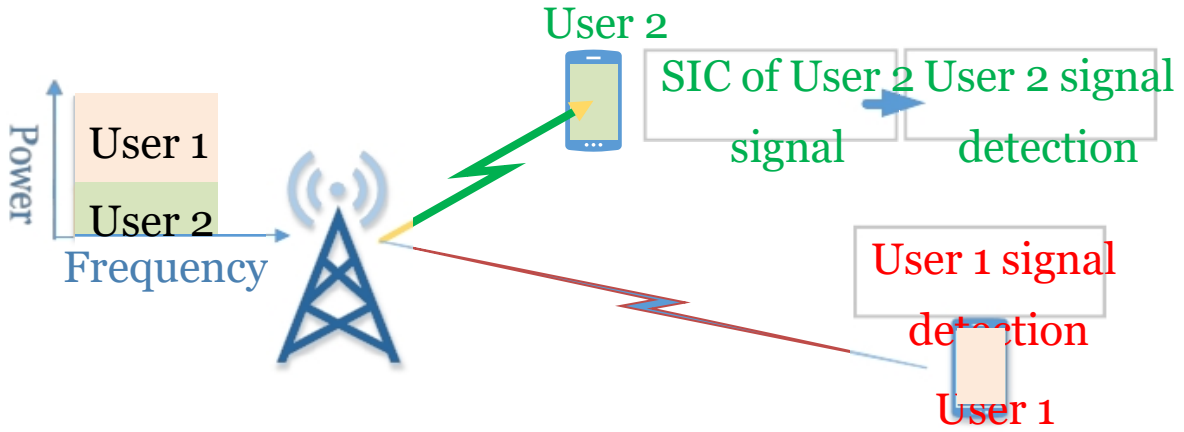 User 2
SIC of User 2
signal
User 2 signal
detection
Power
User 1
User 2
Frequency
User 1 signal
detection
User 1